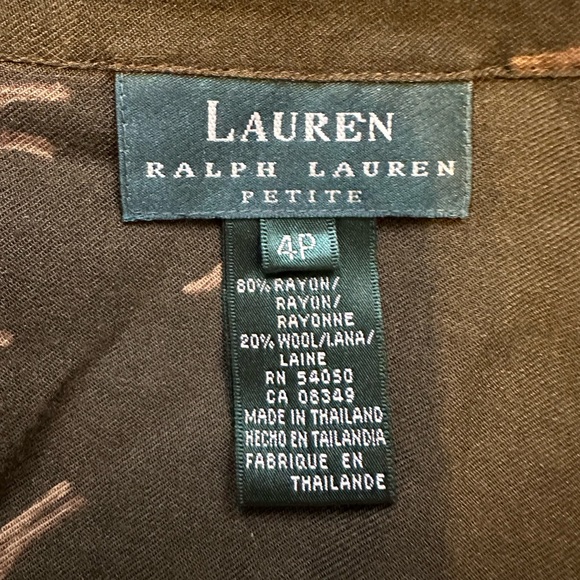 LAUREN
RALPH LAUREN
PETITE
4P
80% RAYON/
RAYON/
RAYONNE
20% WOOL/LANA/
LAINE
RN 54050
CA 08349
MADE IN THAILAND
HECHO EN TAILANDIA
FABRIQUE EN
THAILANDE